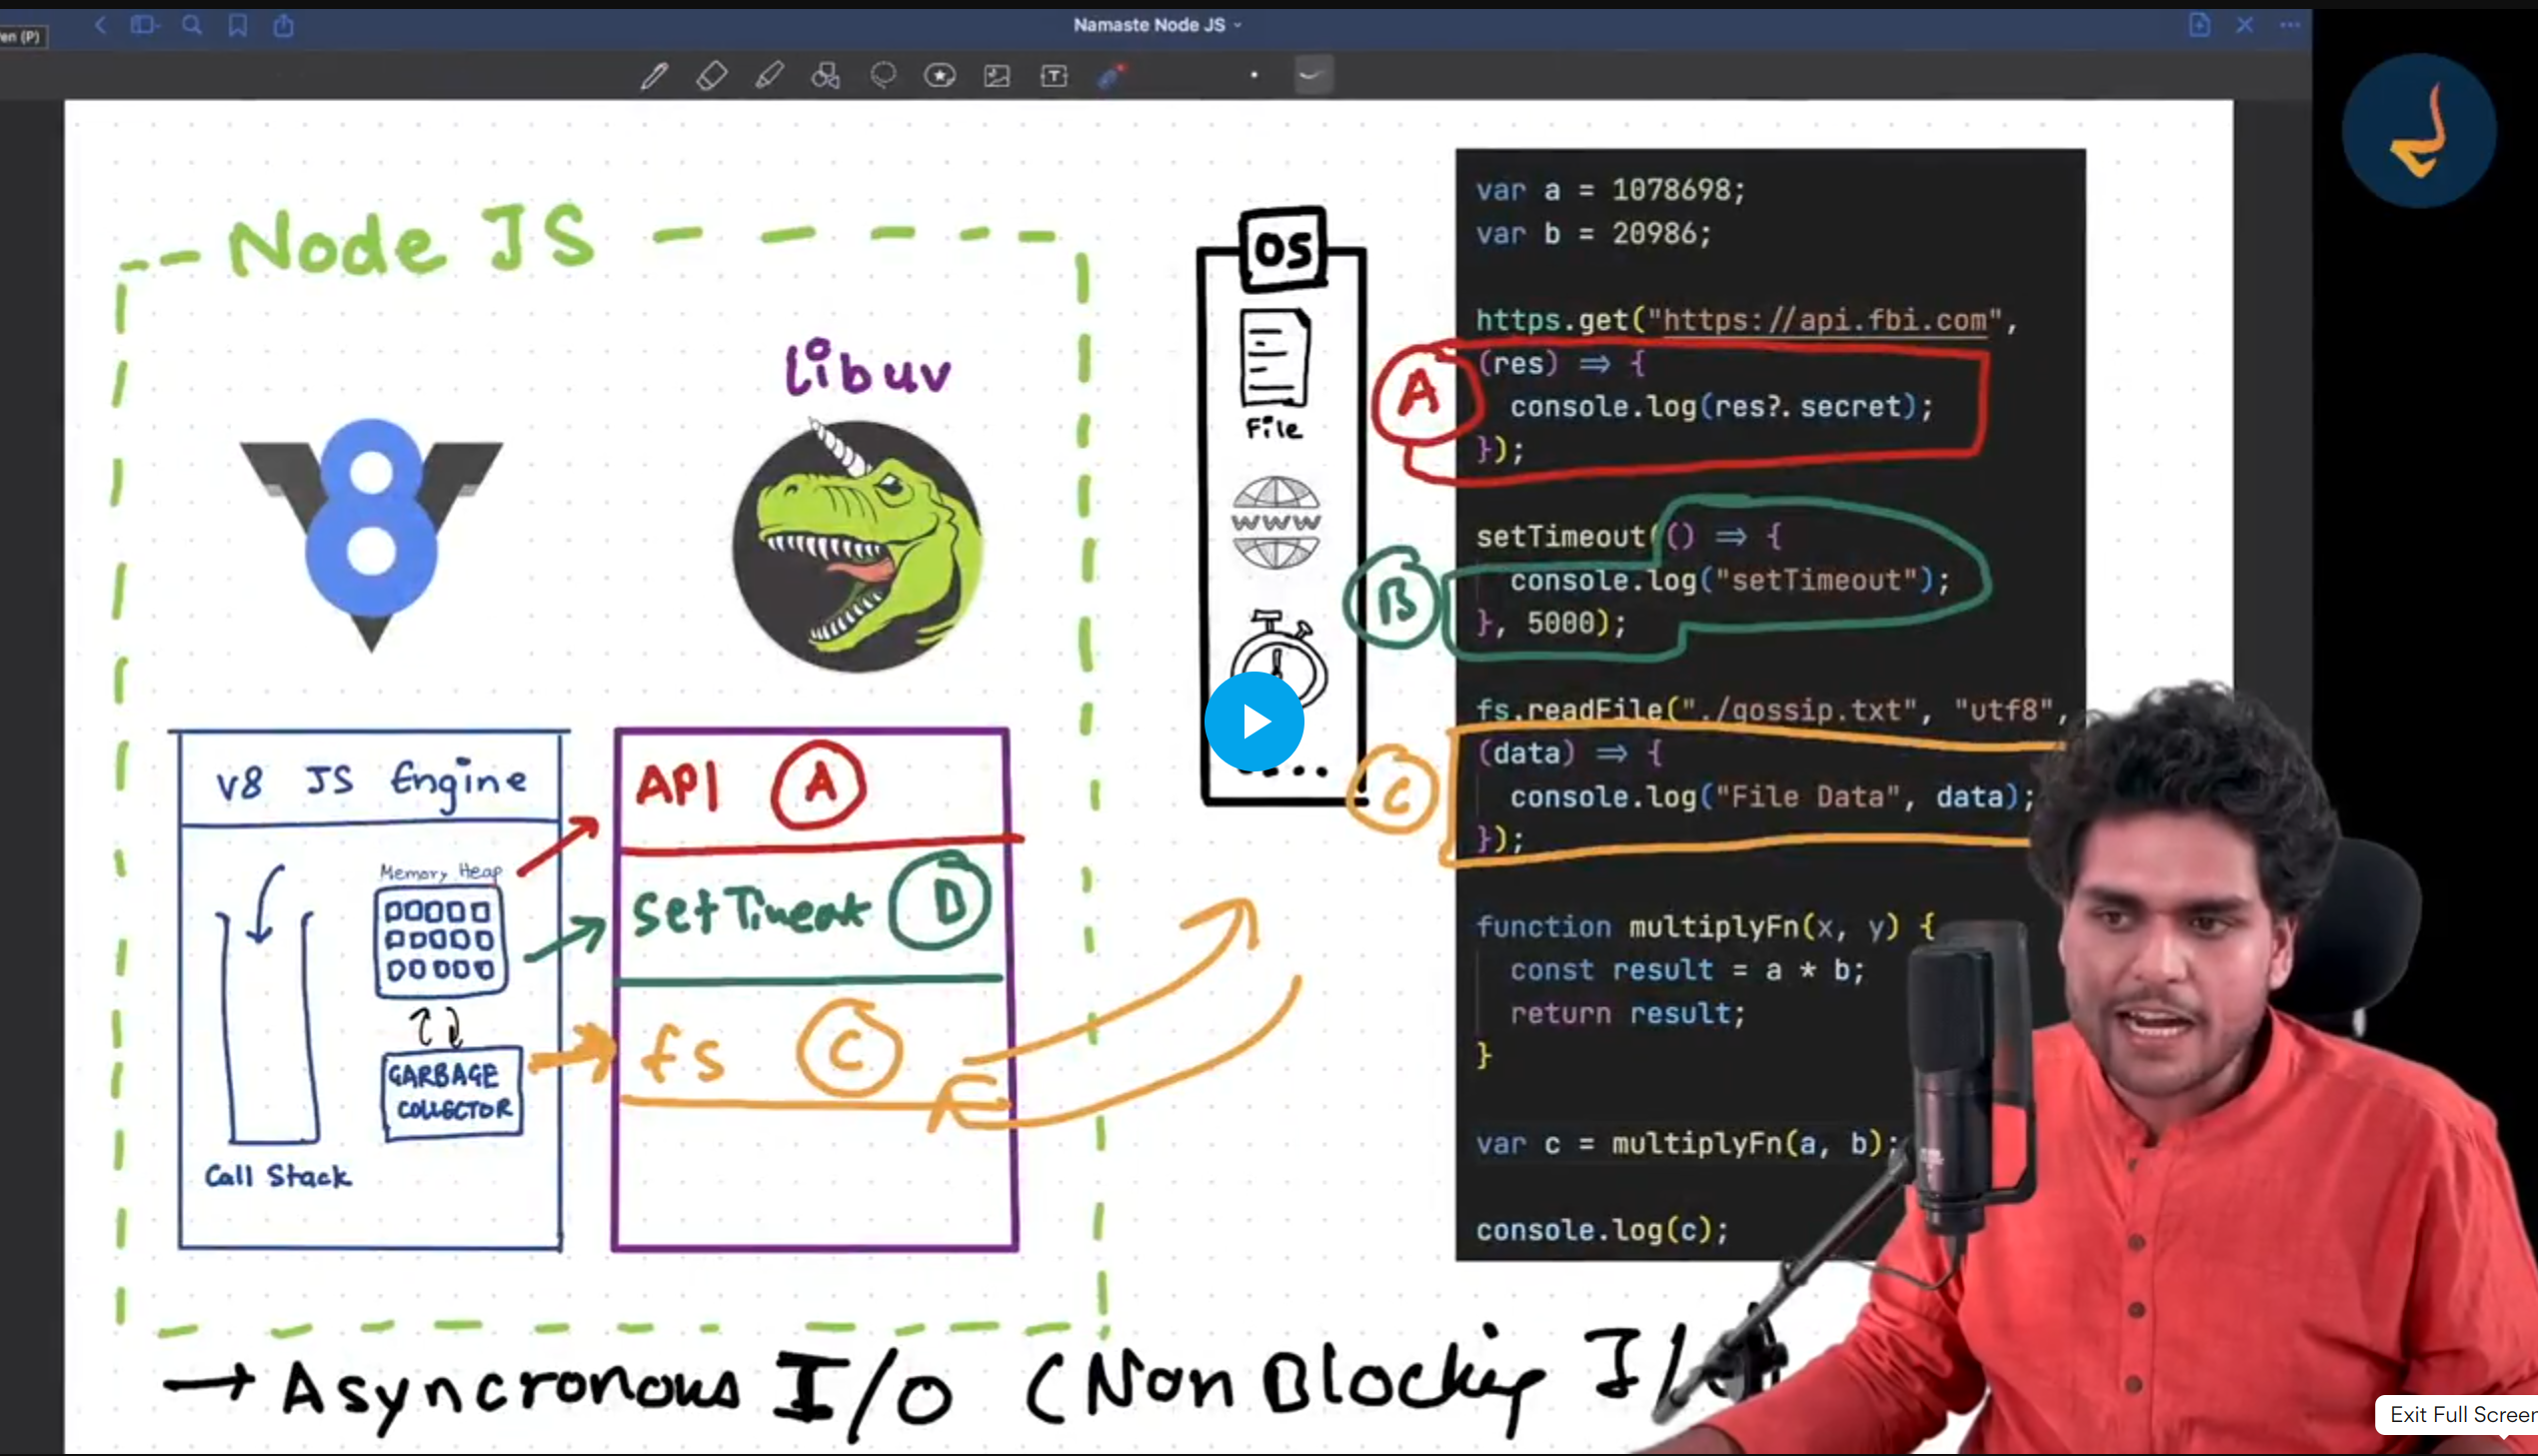 en (P)
Namaste Node JS
Node JS
libuv
V8 JS Engine
Memory Heap
GARBAGE
COLLECTOR
Call Stack
API A
SetTimeout B
fs C
OS
File
WWW
....
A
B
C
var a = 1078698;
var b = 20986;
https.get("https://api.fbi.com",
(res) => {
console.log(res?.secret);
});
setTimeout(() => {
console.log("setTimeout");
}, 5000);
fs.readFile("./gossip.txt", "utf8",
(data) => {
console.log("File Data", data);
});
function multiplyFn(x, y) {
const result = a * b;
return result;
}
var c = multiplyFn(a, b);
console.log(c);
→ Asyncronous I/O (Non Blocking I/
Exit Full Screen